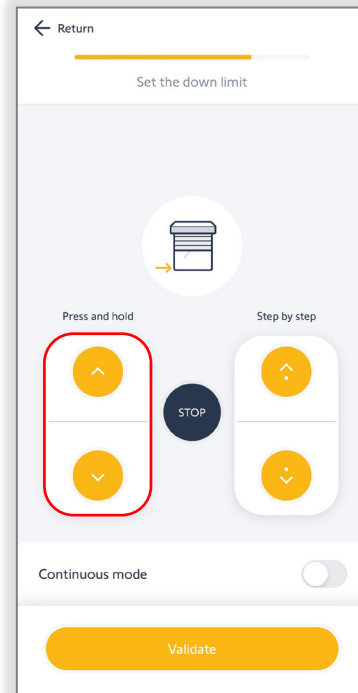 Return
Set the down limit
Press and hold
Step by step
STOP
Continuous mode
Validate